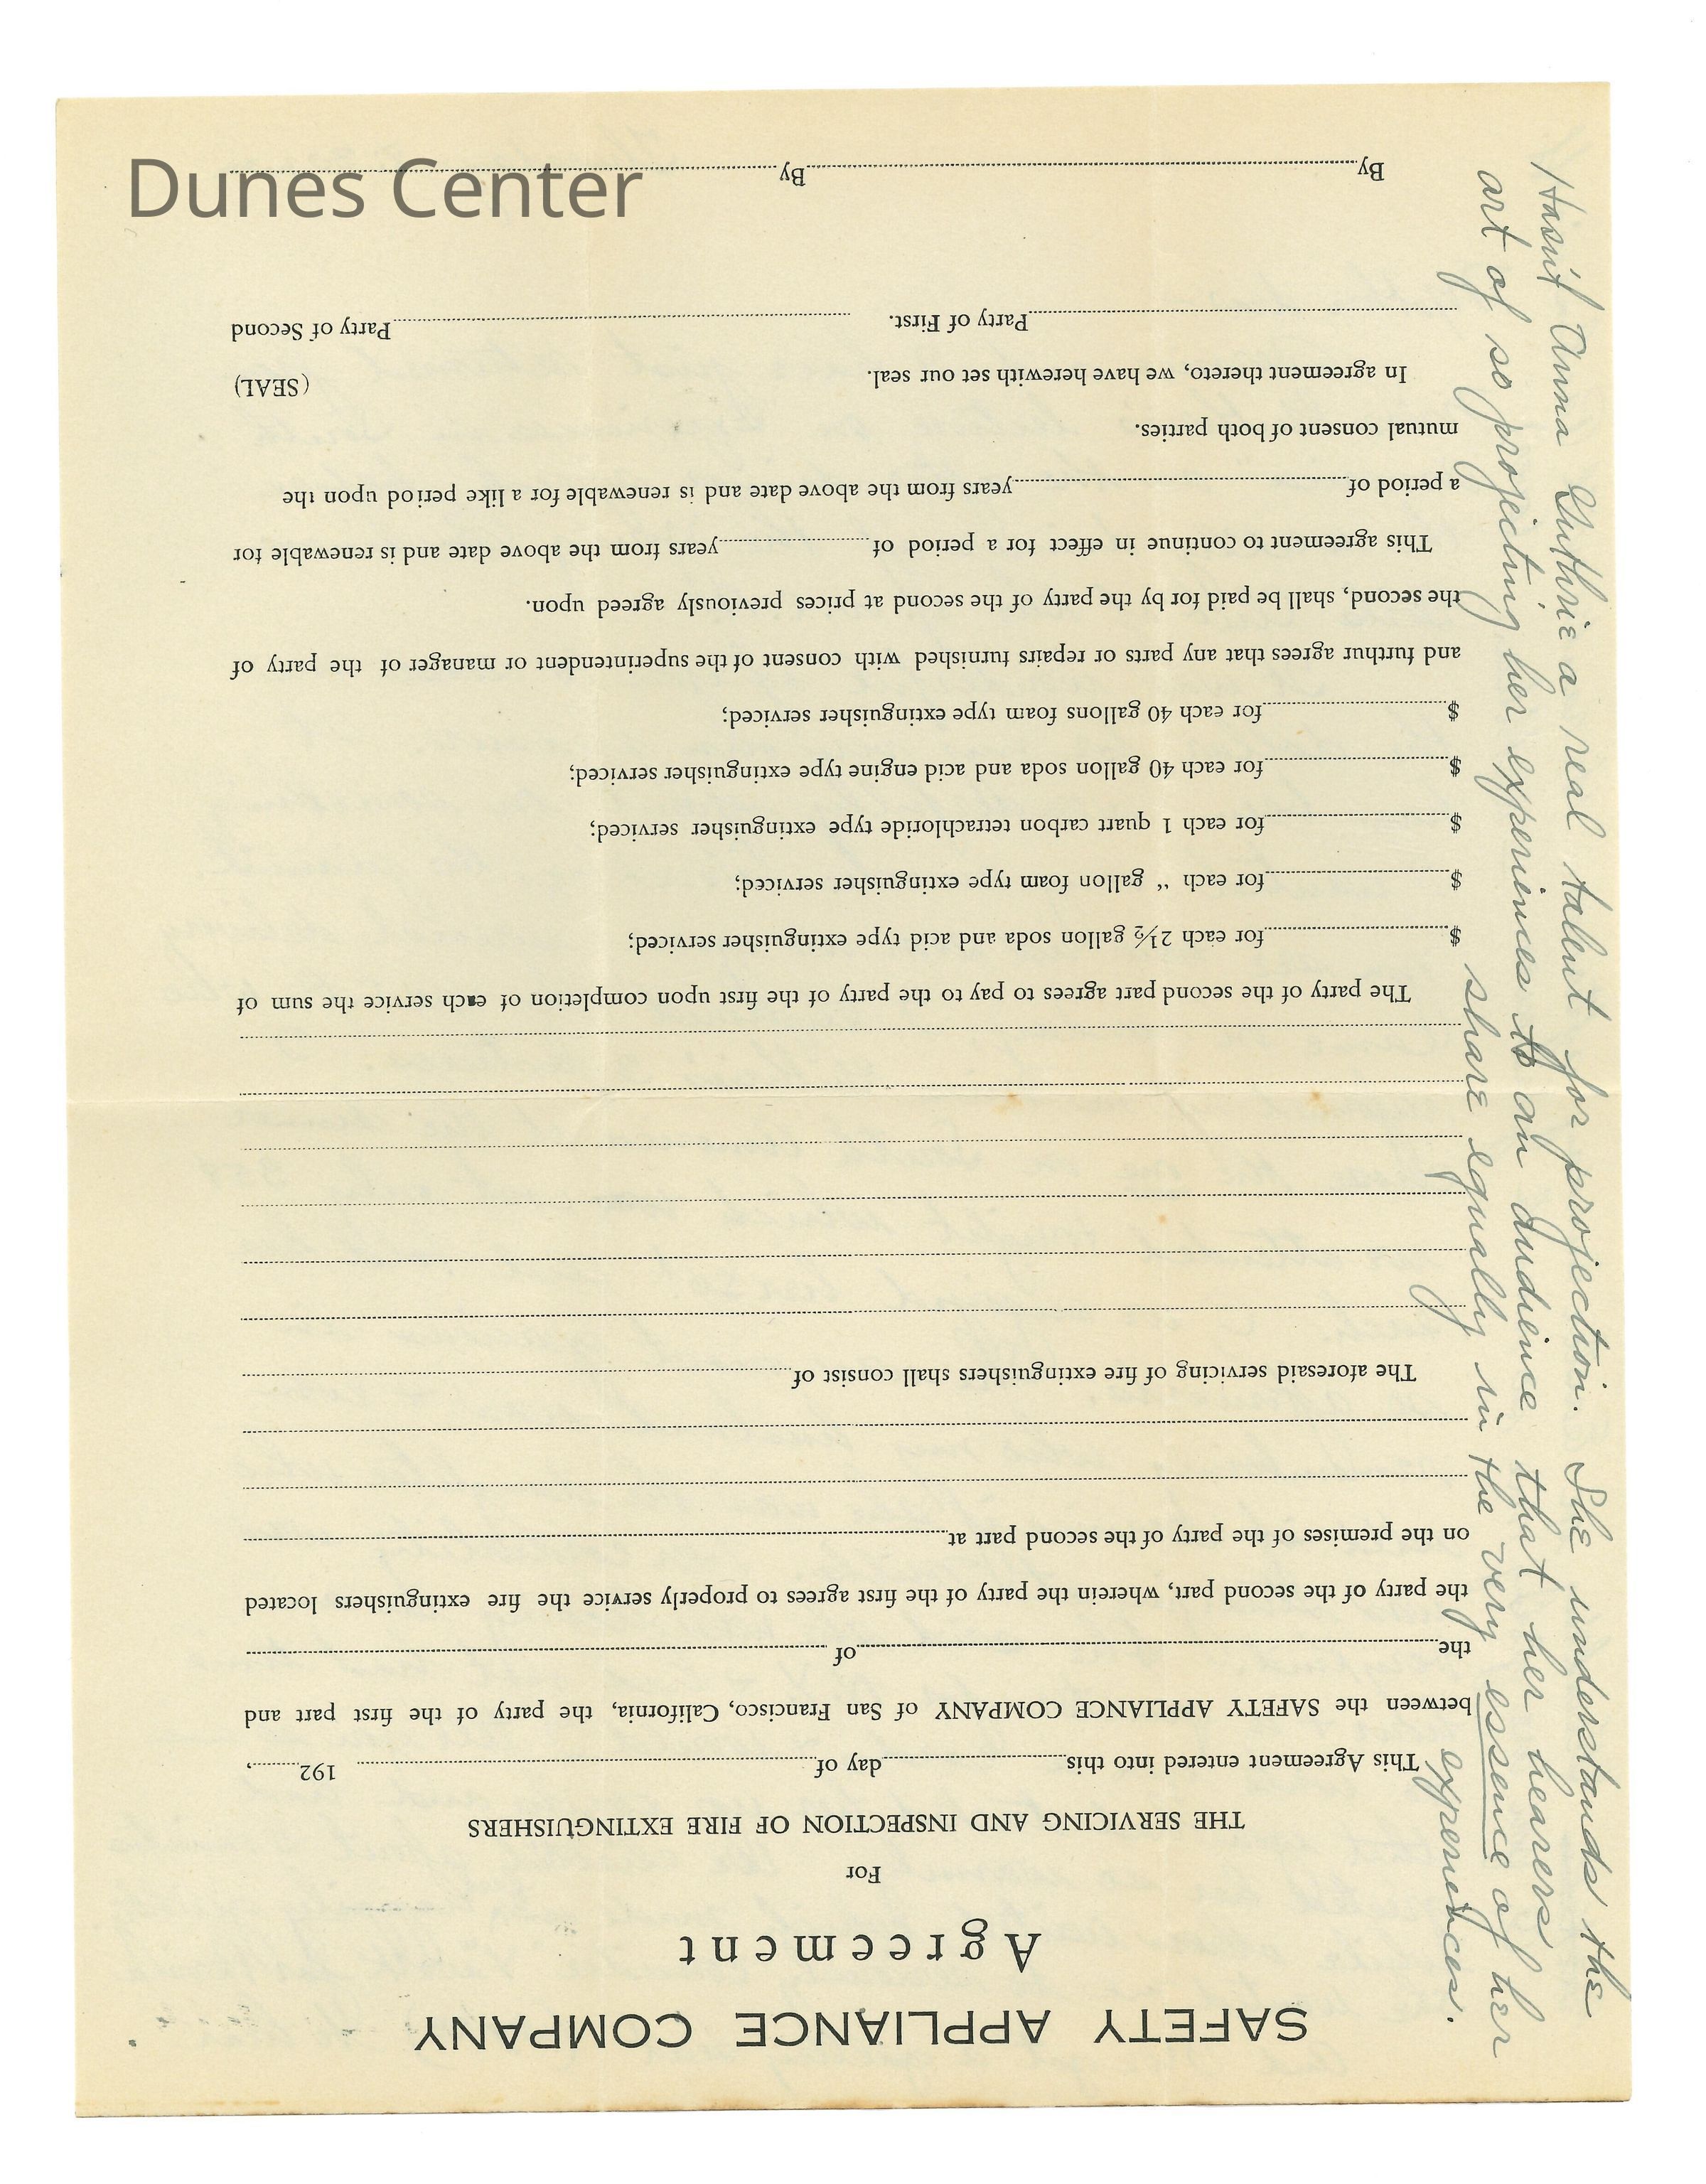 Dunes Center
SAFETY APPLIANCE COMPANY
Agreement
For
THE SERVICING AND INSPECTION OF FIRE EXTINGUISHERS
This Agreement entered into this..........day of.......... 192....,
between the SAFETY APPLIANCE COMPANY of San Francisco, California, the party of the first part and
the..........of..........
the party of the second part, wherein the party of the first agrees to properly service the fire extinguishers located
on the premises of the party of the second part at..........
The aforesaid servicing of fire extinguishers shall consist of..........
The party of the second part agrees to pay to the party of the first upon completion of each service the sum of
$..........for each 2½ gallon soda and acid type extinguisher serviced;
$..........for each " gallon foam type extinguisher serviced;
$..........for each 1 quart carbon tetrachloride type extinguisher serviced;
$..........for each 40 gallon soda and acid engine type extinguisher serviced;
$..........for each 40 gallons foam type extinguisher serviced;
and furthur agrees that any parts or repairs furnished with consent of the superintendent or manager of the party of
the second, shall be paid for by the party of the second at prices previously agreed upon.
This agreement to continue in effect for a period of..........years from the above date and is renewable for
a period of..........years from the above date and is renewable for a like period upon the
mutual consent of both parties.
In agreement thereto, we have herewith set our seal. (SEAL)
..........Party of First. ..........Party of Second
By..........By..........
Hasn't Anna Guthrie a real talent for projection. She understands the
art of so projecting her experiences to an audience that her hearers
share equally in the very essence of her
experiences.